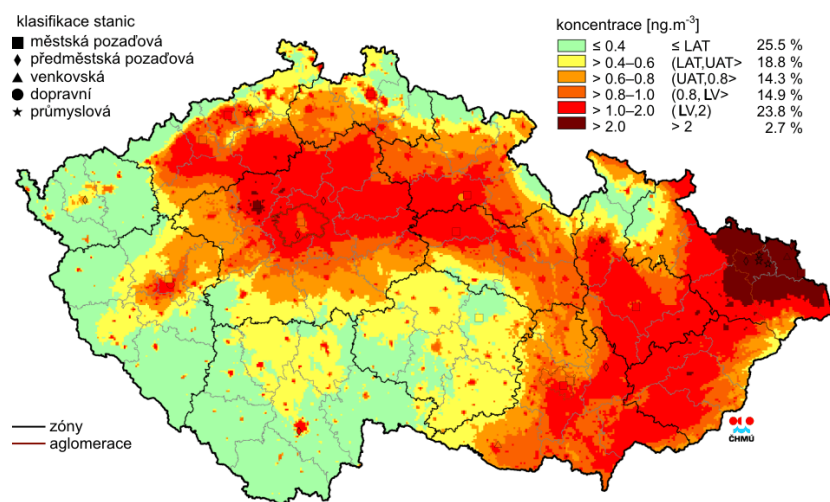 klasifikace stanic
městská pozaďová
předměstská pozaďová
venkovská
dopravní
průmyslová
koncentrace [ng.m⁻³]
≤ 0.4 ≤ LAT 25.5 %
> 0.4–0.6 (LAT,UAT> 18.8 %
> 0.6–0.8 (UAT,0.8> 14.3 %
> 0.8–1.0 (0.8, LV> 14.9 %
> 1.0–2.0 (LV,2) 23.8 %
> 2.0 > 2 2.7 %
zóny
aglomerace
ČHMÚ